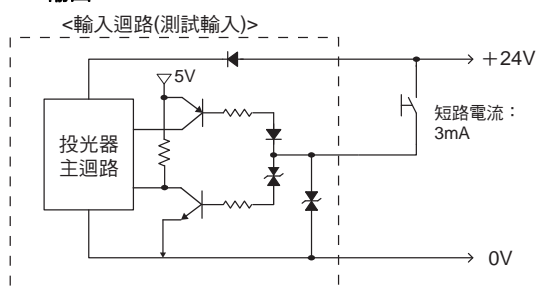 <輸入迴路(測試輸入)>
+24V
5V
短路電流：
3mA
投光器
主迴路
0V